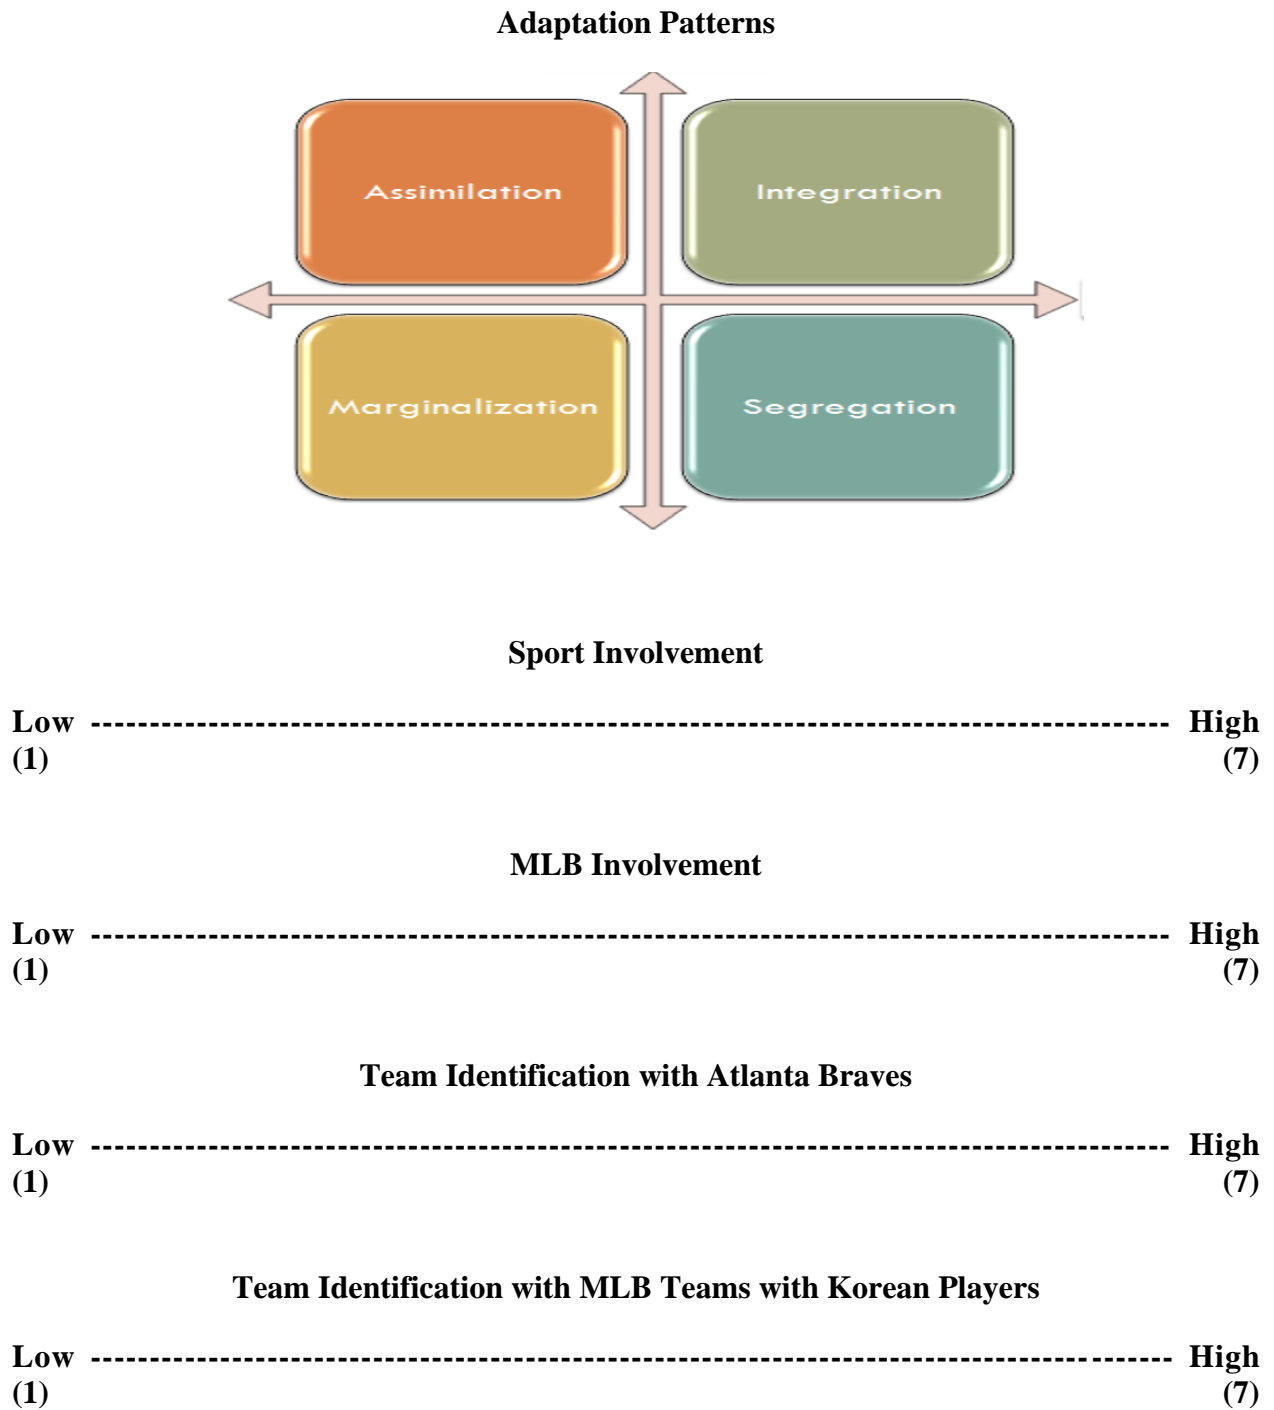 Adaptation Patterns
Assimilation
Integration
Marginalization
Segregation
Sport Involvement
Low ------------------------------------------------------------------------------------------- High
(1) (7)
MLB Involvement
Low ------------------------------------------------------------------------------------------- High
(1) (7)
Team Identification with Atlanta Braves
Low ------------------------------------------------------------------------------------------- High
(1) (7)
Team Identification with MLB Teams with Korean Players
Low ------------------------------------------------------------------------------------------- High
(1) (7)